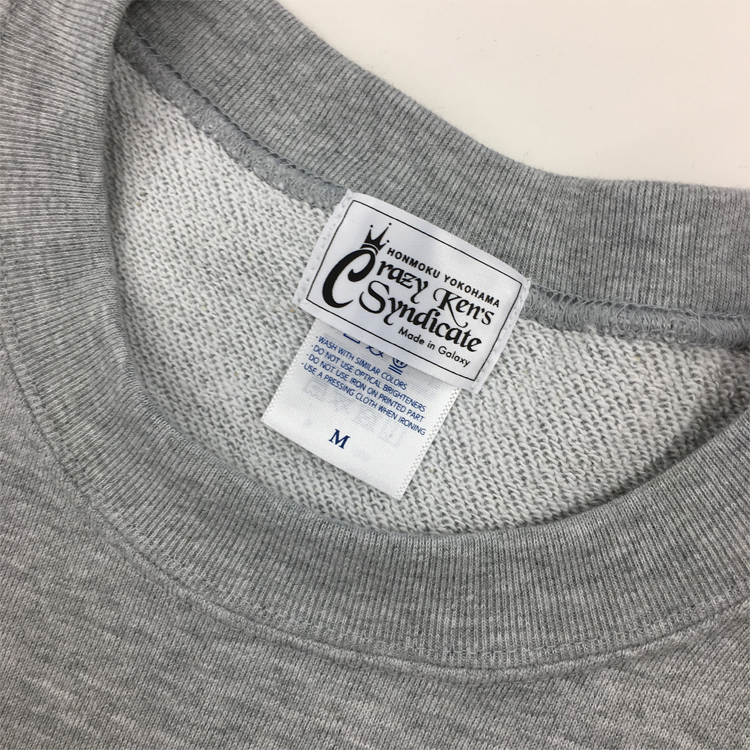 HONMOKU YOKOHAMA
Crazy Ken's
Syndicate
Made in Galaxy
・WASH WITH SIMILAR COLORS
・DO NOT USE OPTICAL BRIGHTENERS
・DO NOT USE IRON ON PRINTED PART
・USE A PRESSING CLOTH WHEN IRONING
M